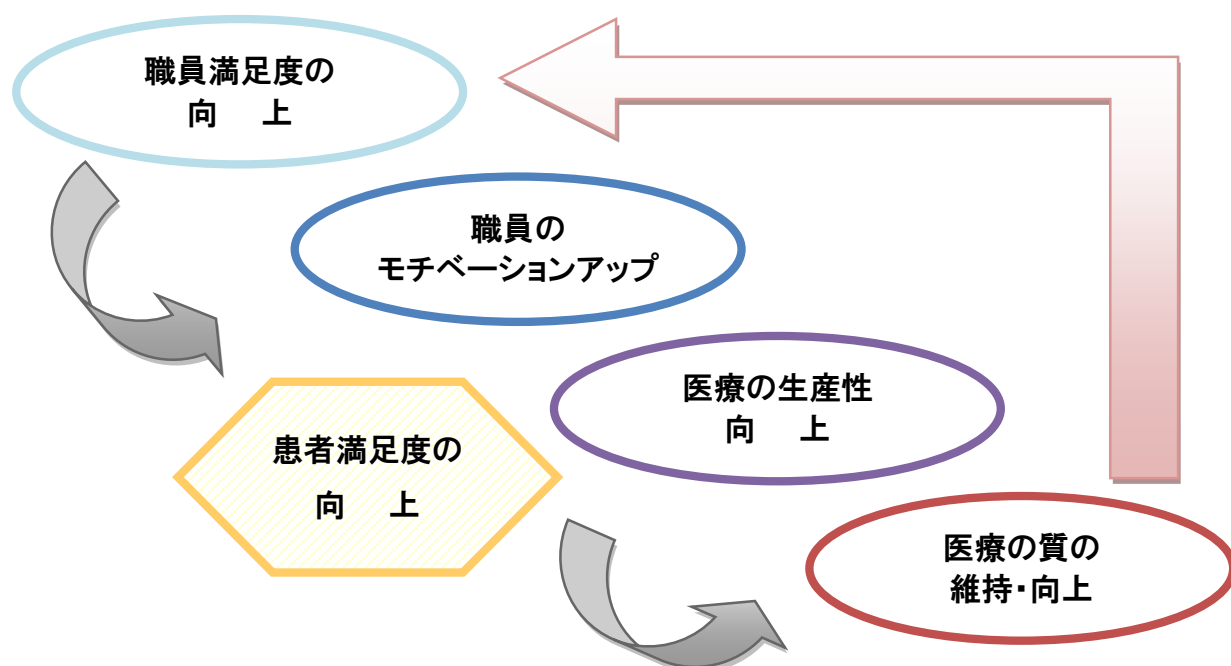 職員満足度の
向　上
職員の
モチベーションアップ
医療の生産性
向　上
患者満足度の
向　上
医療の質の
維持・向上